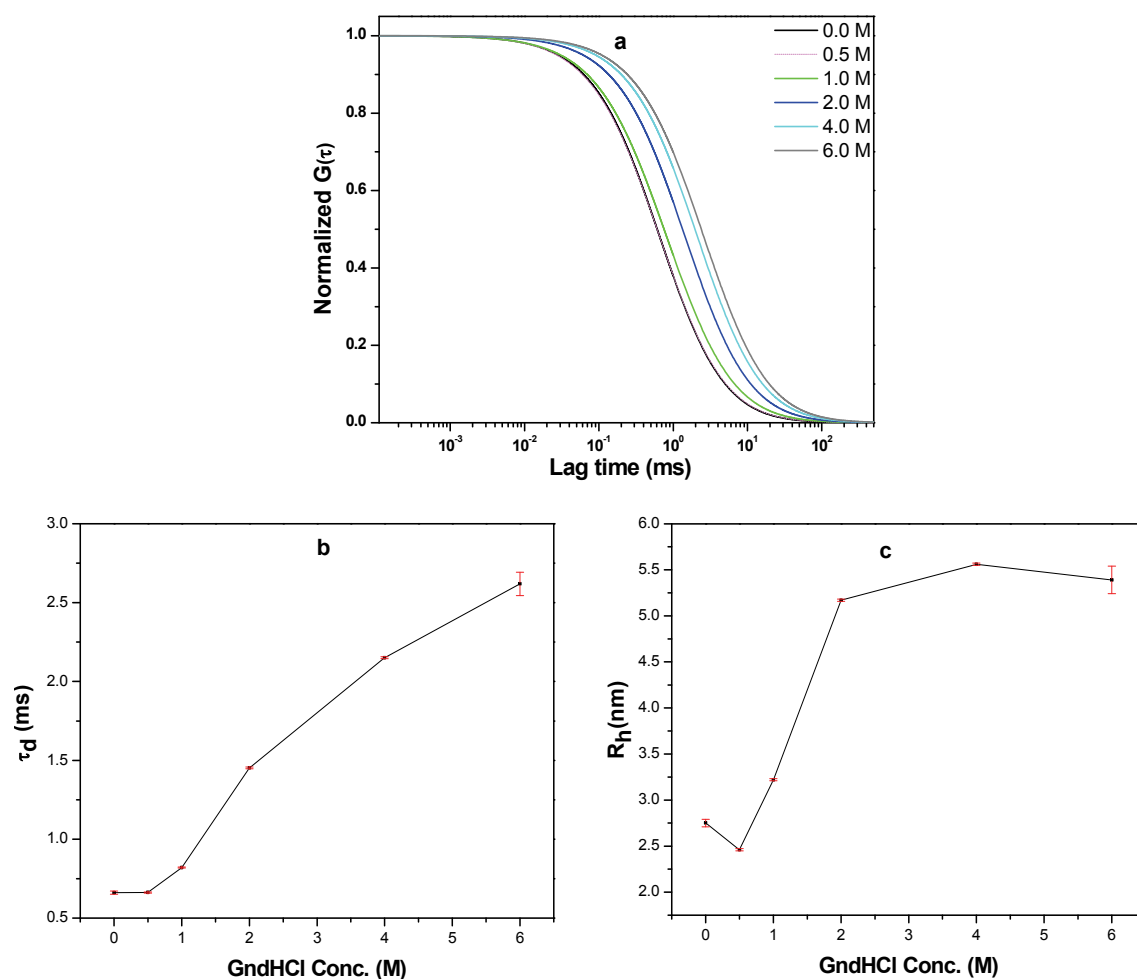 a
0.0 M
0.5 M
1.0 M
2.0 M
4.0 M
6.0 M
1.0
0.8
0.6
0.4
0.2
0.0
Normalized G(τ)
10⁻³ 10⁻² 10⁻¹ 10⁰ 10¹ 10²
Lag time (ms)
b
3.0
2.5
2.0
1.5
1.0
0.5
τd (ms)
0 1 2 3 4 5 6
GndHCl Conc. (M)
c
6.0
5.5
5.0
4.5
4.0
3.5
3.0
2.5
2.0
Rh(nm)
0 1 2 3 4 5 6
GndHCl Conc. (M)